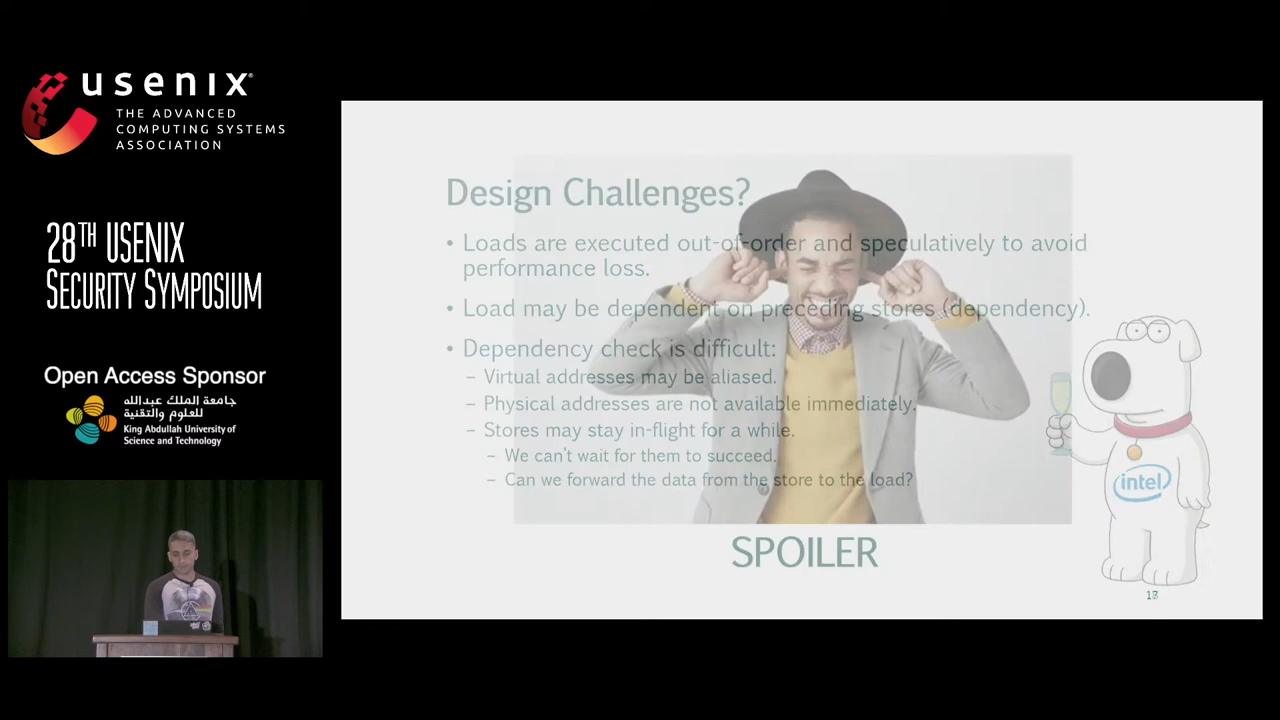 usenix
THE ADVANCED
COMPUTING SYSTEMS
ASSOCIATION
28TH USENIX
SECURITY SYMPOSIUM
Open Access Sponsor
جامعة الملك عبدالله
للعلوم والتقنية
King Abdullah University of
Science and Technology
Design Challenges?
• Loads are executed out-of-order and speculatively to avoid
performance loss.
• Load may be dependent on preceding stores (dependency).
• Dependency check is difficult:
– Virtual addresses may be aliased.
– Physical addresses are not available immediately.
– Stores may stay in-flight for a while.
– We can't wait for them to succeed.
– Can we forward the data from the store to the load?
intel
SPOILER